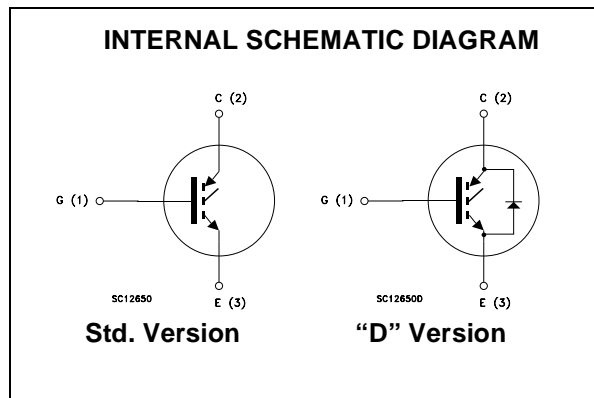 INTERNAL SCHEMATIC DIAGRAM
C (2) C (2)
G (1) G (1)
SC12650 E (3) SC12650D E (3)
Std. Version “D” Version